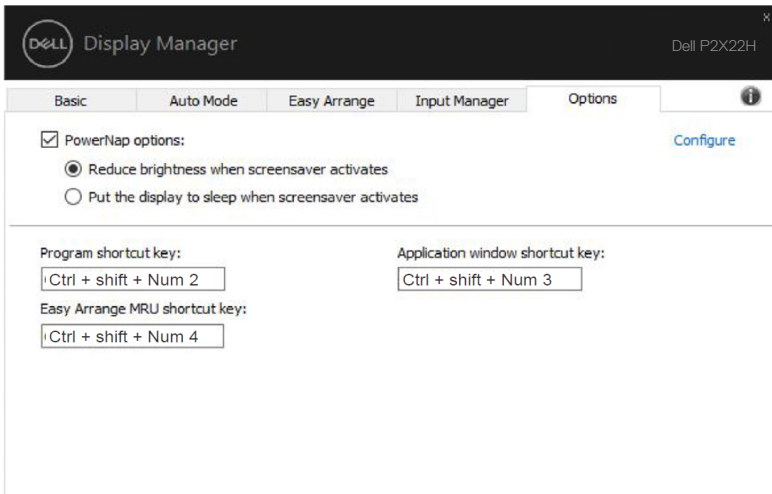 x
DELL Display Manager
Dell P2X22H
Basic Auto Mode Easy Arrange Input Manager Options
PowerNap options:
Configure
Reduce brightness when screensaver activates
Put the display to sleep when screensaver activates
Program shortcut key:
Application window shortcut key:
Ctrl + shift + Num 2
Ctrl + shift + Num 3
Easy Arrange MRU shortcut key:
Ctrl + shift + Num 4